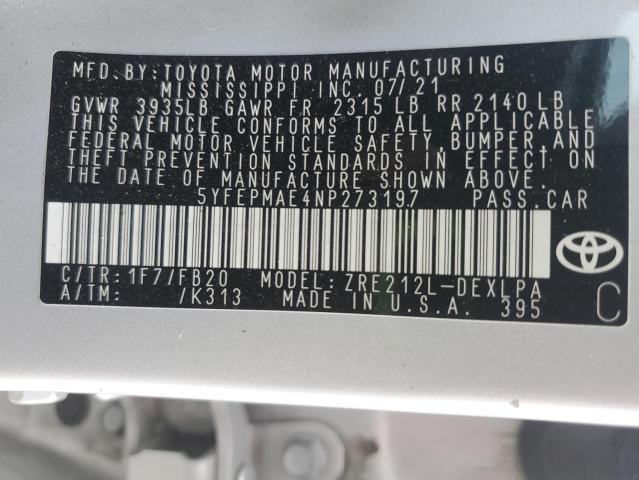 MFD. BY: TOYOTA MOTOR MANUFACTURING
MISSISSIPPI INC. 07/21
GVWR 3935LB GAWR FR 2315 LB RR 2140 LB
THIS VEHICLE CONFORMS TO ALL APPLICABLE
FEDERAL MOTOR VEHICLE SAFETY, BUMPER, AND
THEFT PREVENTION STANDARDS IN EFFECT ON
THE DATE OF MANUFACTURE SHOWN ABOVE.
5YFEPMAE4NP273197 PASS. CAR
C/TR: 1F7/FB20 MODEL: ZRE212L-DEXLPA
A/TM: /K313 MADE IN U.S.A. 395
C